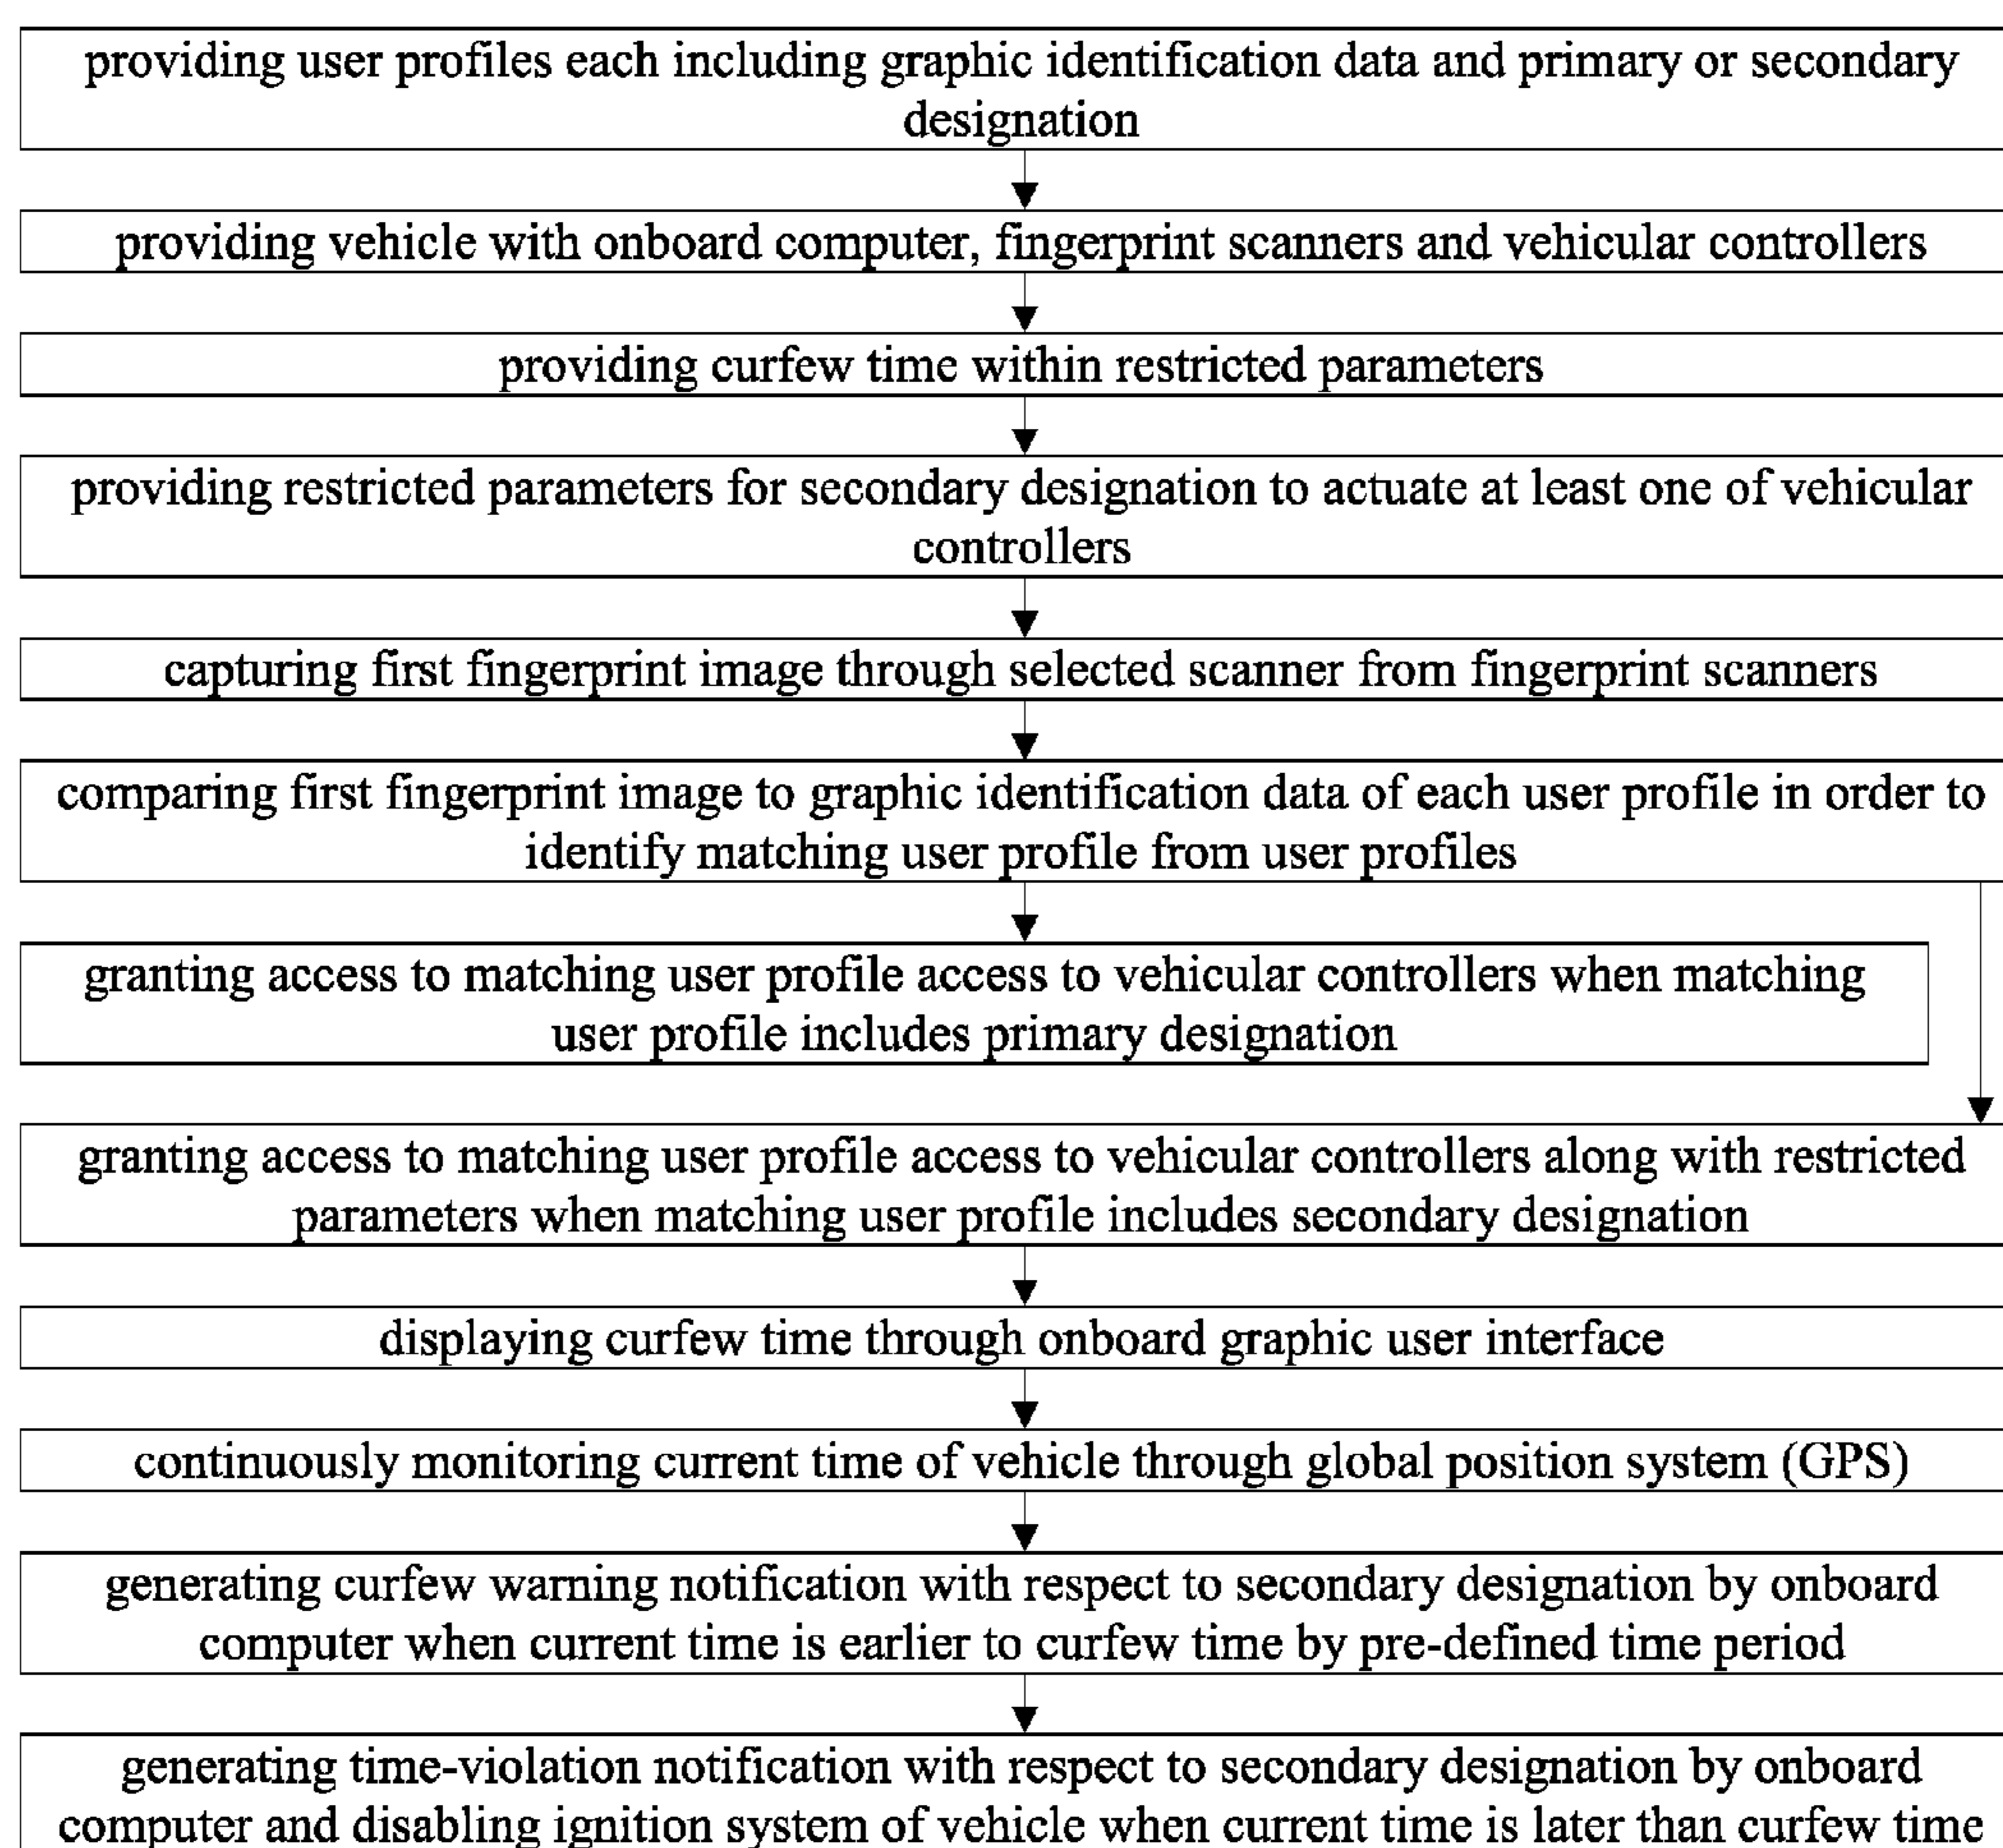 providing user profiles each including graphic identification data and primary or secondary
designation
providing vehicle with onboard computer, fingerprint scanners and vehicular controllers
providing curfew time within restricted parameters
providing restricted parameters for secondary designation to actuate at least one of vehicular
controllers
capturing first fingerprint image through selected scanner from fingerprint scanners
comparing first fingerprint image to graphic identification data of each user profile in order to
identify matching user profile from user profiles
granting access to matching user profile access to vehicular controllers when matching
user profile includes primary designation
granting access to matching user profile access to vehicular controllers along with restricted
parameters when matching user profile includes secondary designation
displaying curfew time through onboard graphic user interface
continuously monitoring current time of vehicle through global position system (GPS)
generating curfew warning notification with respect to secondary designation by onboard
computer when current time is earlier to curfew time by pre-defined time period
generating time-violation notification with respect to secondary designation by onboard
computer and disabling ignition system of vehicle when current time is later than curfew time